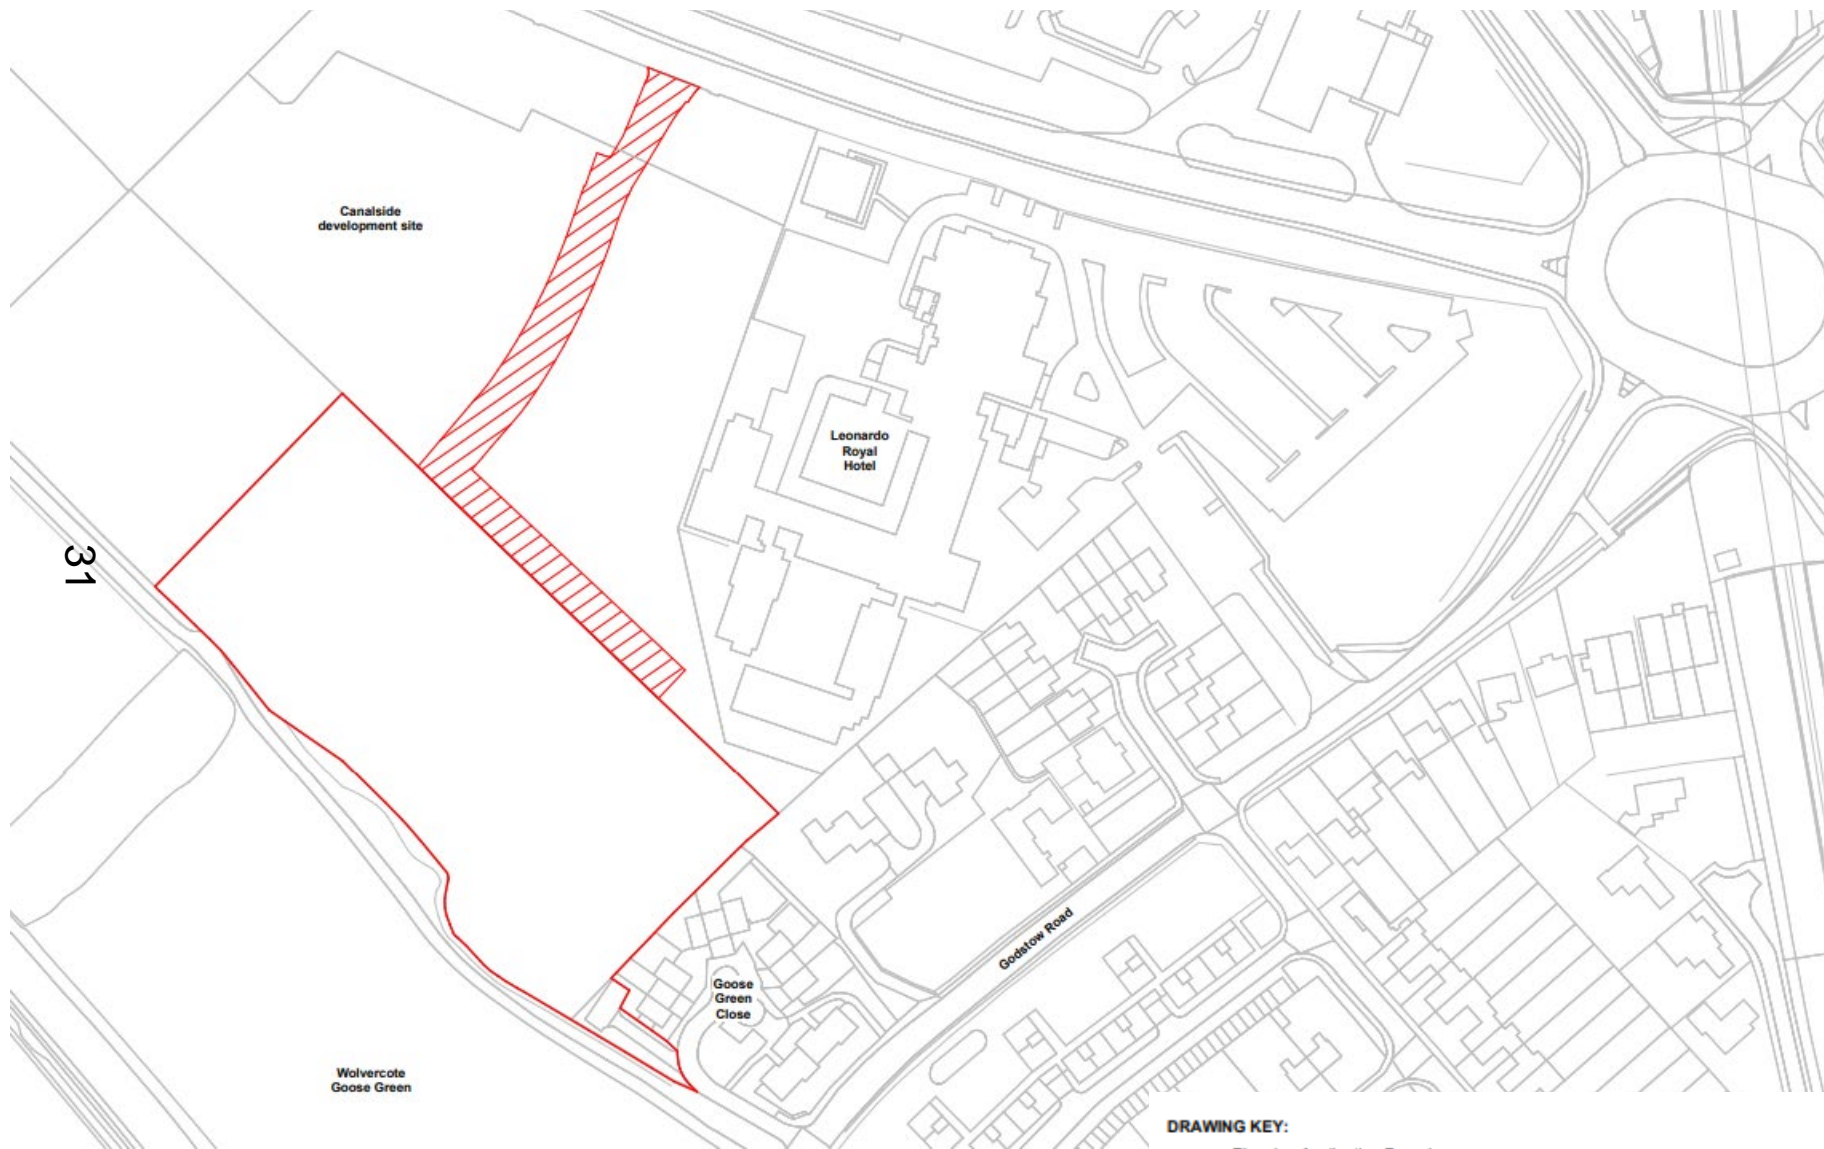 Canalside
development site
Leonardo
Royal
Hotel
31
Godstow Road
Goose
Green
Close
Wolvercote
Goose Green
DRAWING KEY: